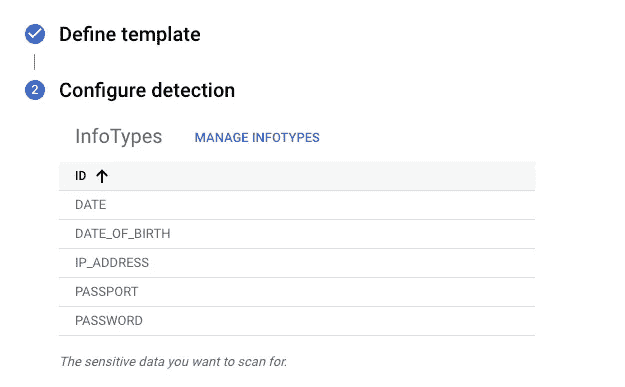 Define template
2 Configure detection
InfoTypes MANAGE INFOTYPES
ID
DATE
DATE_OF_BIRTH
IP_ADDRESS
PASSPORT
PASSWORD
The sensitive data you want to scan for.